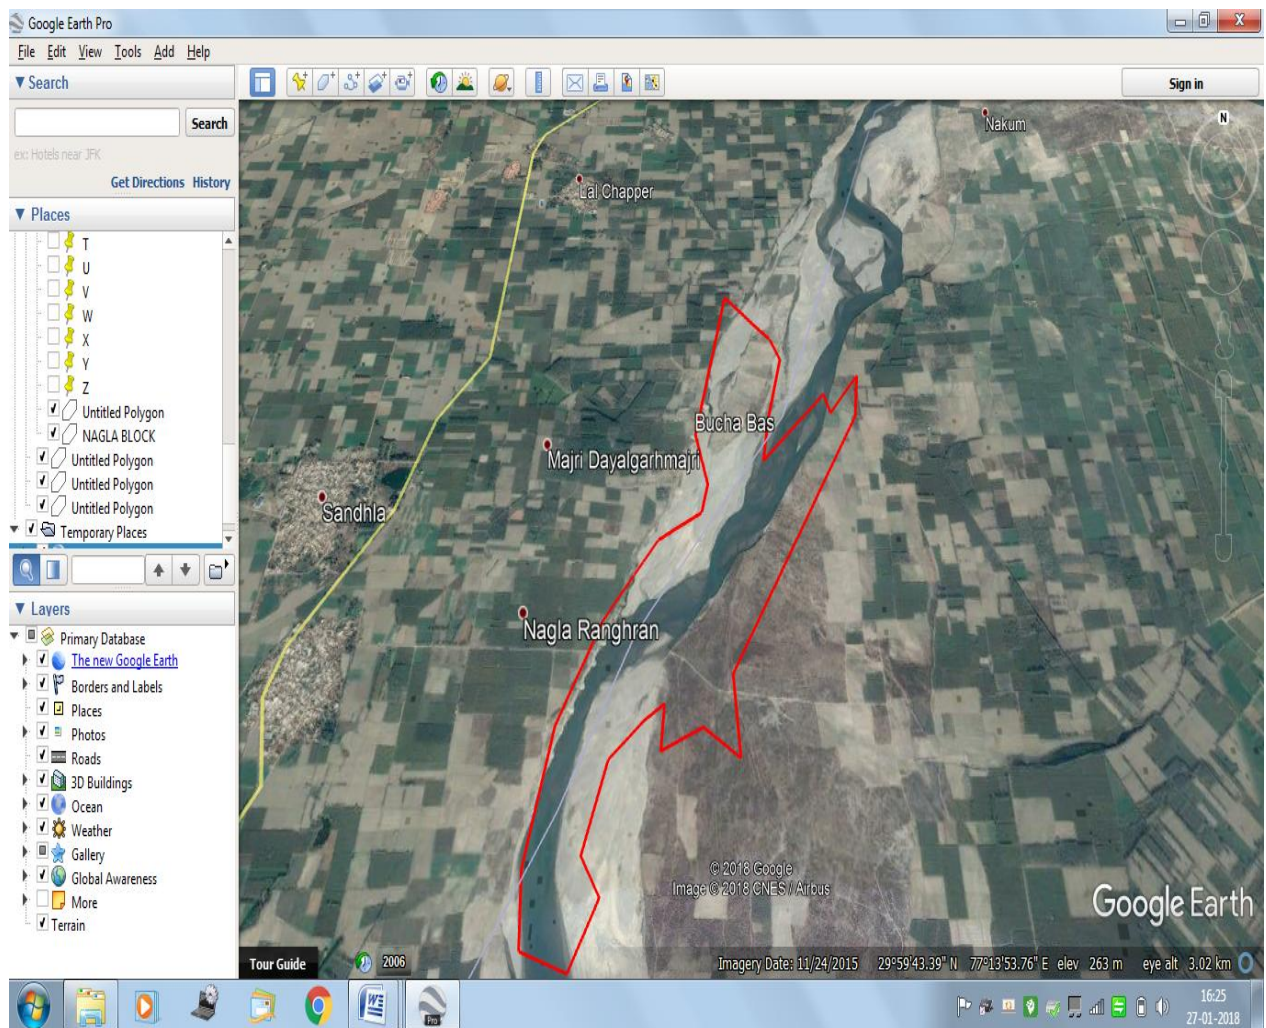 Google Earth Pro
File Edit View Tools Add Help
Search
Search
ex: Hotels near JFK
Get Directions History
Places
T
U
V
W
X
Y
Z
Untitled Polygon
NAGLA BLOCK
Untitled Polygon
Untitled Polygon
Untitled Polygon
Temporary Places
Layers
Primary Database
The new Google Earth
Borders and Labels
Places
Photos
Roads
3D Buildings
Ocean
Weather
Gallery
Global Awareness
More
Terrain
Sign in
N
Nakum
Lal Chapper
Bucha Bas
Majri Dayalgarhmajri
Sandhla
Nagla Ranghran
© 2018 Google
Image © 2018 CNES / Airbus
Google Earth
Tour Guide
2006
Imagery Date: 11/24/2015 29°59'43.39" N 77°13'53.76" E elev 263 m eye alt 3.02 km
Pro
16:25
27-01-2018